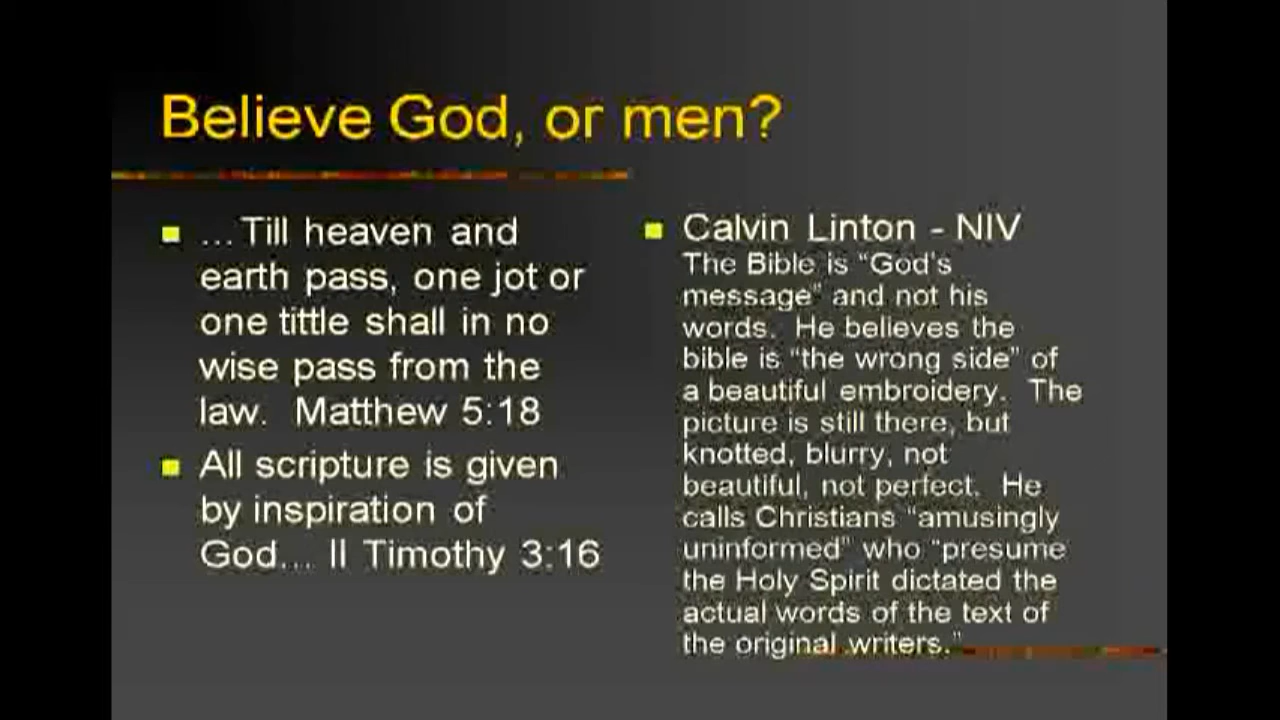 Believe God, or men?
...Till heaven and
earth pass, one jot or
one tittle shall in no
wise pass from the
law. Matthew 5:18
All scripture is given
by inspiration of
God... II Timothy 3:16
Calvin Linton - NIV
The Bible is “God's
message” and not his
words. He believes the
bible is “the wrong side” of
a beautiful embroidery. The
picture is still there, but
knotted, blurry, not
beautiful, not perfect. He
calls Christians “amusingly
uninformed” who “presume
the Holy Spirit dictated the
actual words of the text of
the original writers.”